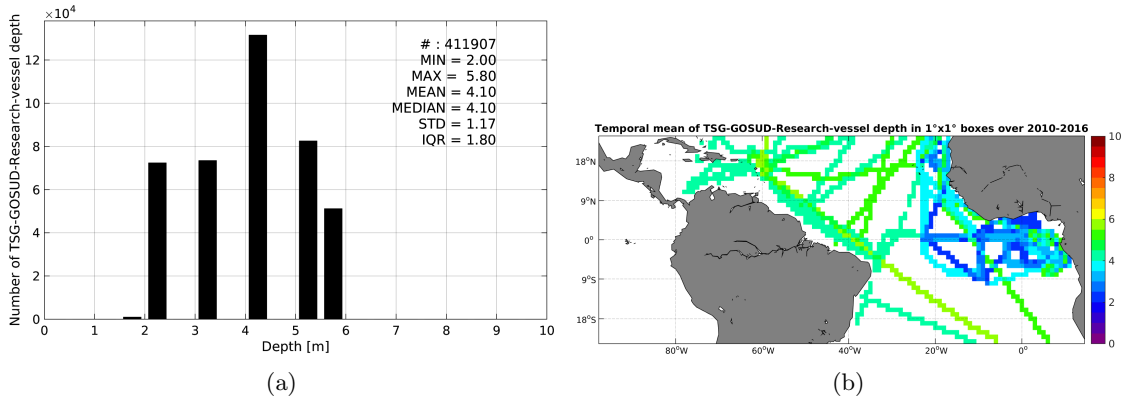 ×10⁴
Number of TSG-GOSUD-Research-vessel depth
12
10
8
6
4
2
0
# : 411907
MIN = 2.00
MAX = 5.80
MEAN = 4.10
MEDIAN = 4.10
STD = 1.17
IQR = 1.80
0 1 2 3 4 5 6 7 8 9 10
Depth [m]
(a)
Temporal mean of TSG-GOSUD-Research-vessel depth in 1°x1° boxes over 2010-2016
18°N
9°N
0°
9°S
18°S
80°W 60°W 40°W 20°W 0°
10
8
6
4
2
0
(b)